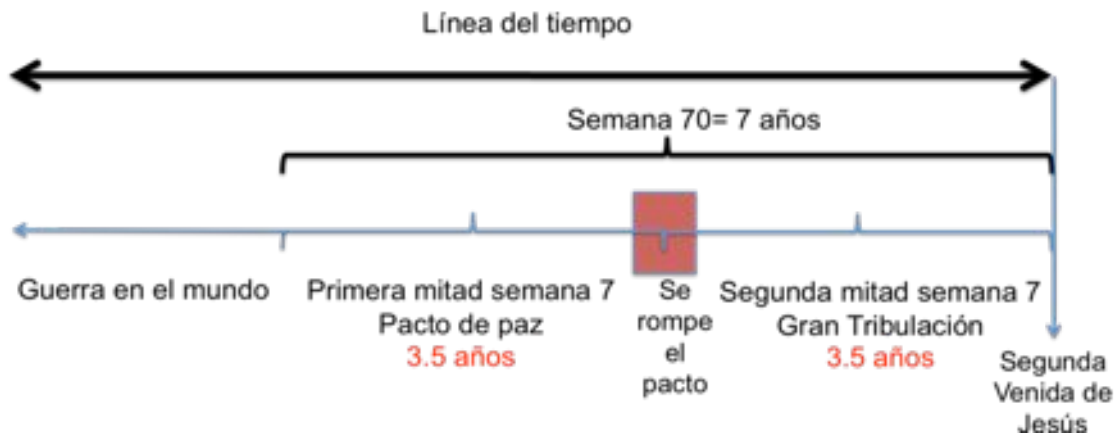 Línea del tiempo
Semana 70= 7 años
Guerra en el mundo
Primera mitad semana 7
Pacto de paz
3.5 años
Se
rompe
el
pacto
Segunda mitad semana 7
Gran Tribulación
3.5 años
Segunda
Venida de
Jesús